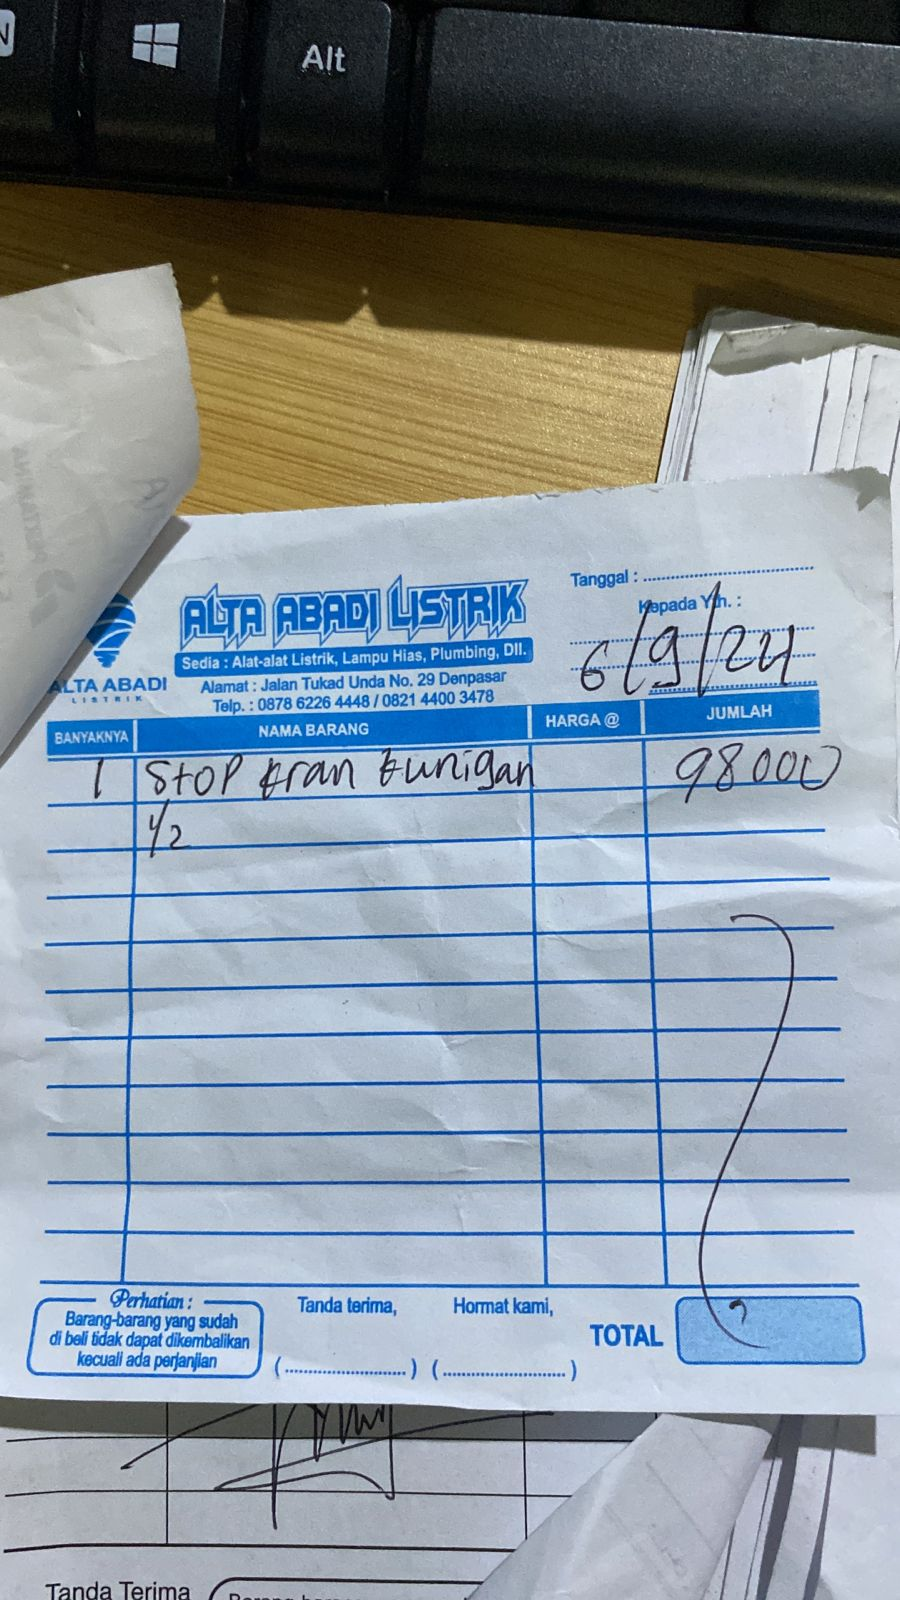 Alt
ALTA ABADI
LISTRIK
ALTA ABADI LISTRIK
Sedia : Alat-alat Listrik, Lampu Hias, Plumbing, Dll.
Alamat : Jalan Tukad Unda No. 29 Denpasar
Telp. : 0878 6226 4448 / 0821 4400 3478
Tanggal :
Kepada Yth. :
6/9/24
BANYAKNYA NAMA BARANG HARGA @ JUMLAH
1 Stop kran kunigan 98000
1/2
Perhatian :
Barang-barang yang sudah
di beli tidak dapat dikembalikan
kecuali ada perjanjian
Tanda terima, Hormat kami,
(........................) (........................)
TOTAL
Tanda Terima